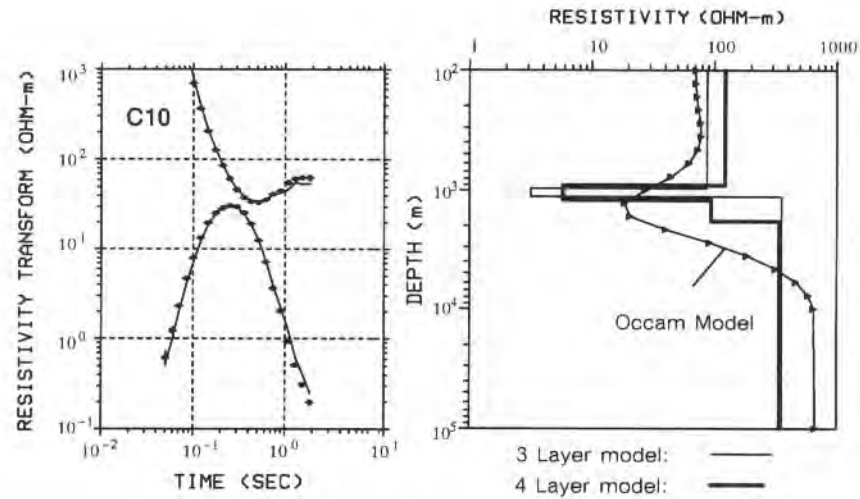 C10
RESISTIVITY TRANSFORM (OHM-m)
10³
10²
10¹
10⁰
10⁻¹
10⁻²
10⁻¹
10⁰
10¹
TIME (SEC)
RESISTIVITY (OHM-m)
1
10
100
1000
DEPTH (m)
10²
10³
10⁴
10⁵
Occam Model
3 Layer model:
4 Layer model: